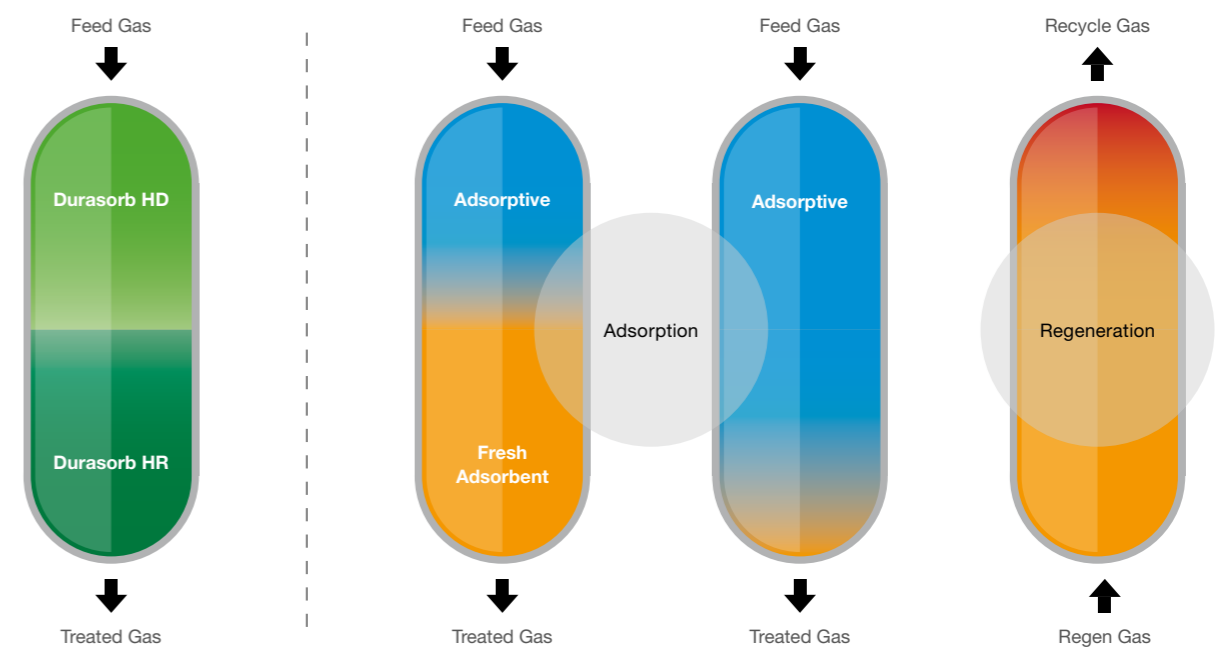 Feed Gas
Feed Gas
Feed Gas
Recycle Gas
Durasorb HD
Adsorptive
Adsorptive
Adsorption
Regeneration
Durasorb HR
Fresh
Adsorbent
Treated Gas
Treated Gas
Treated Gas
Regen Gas